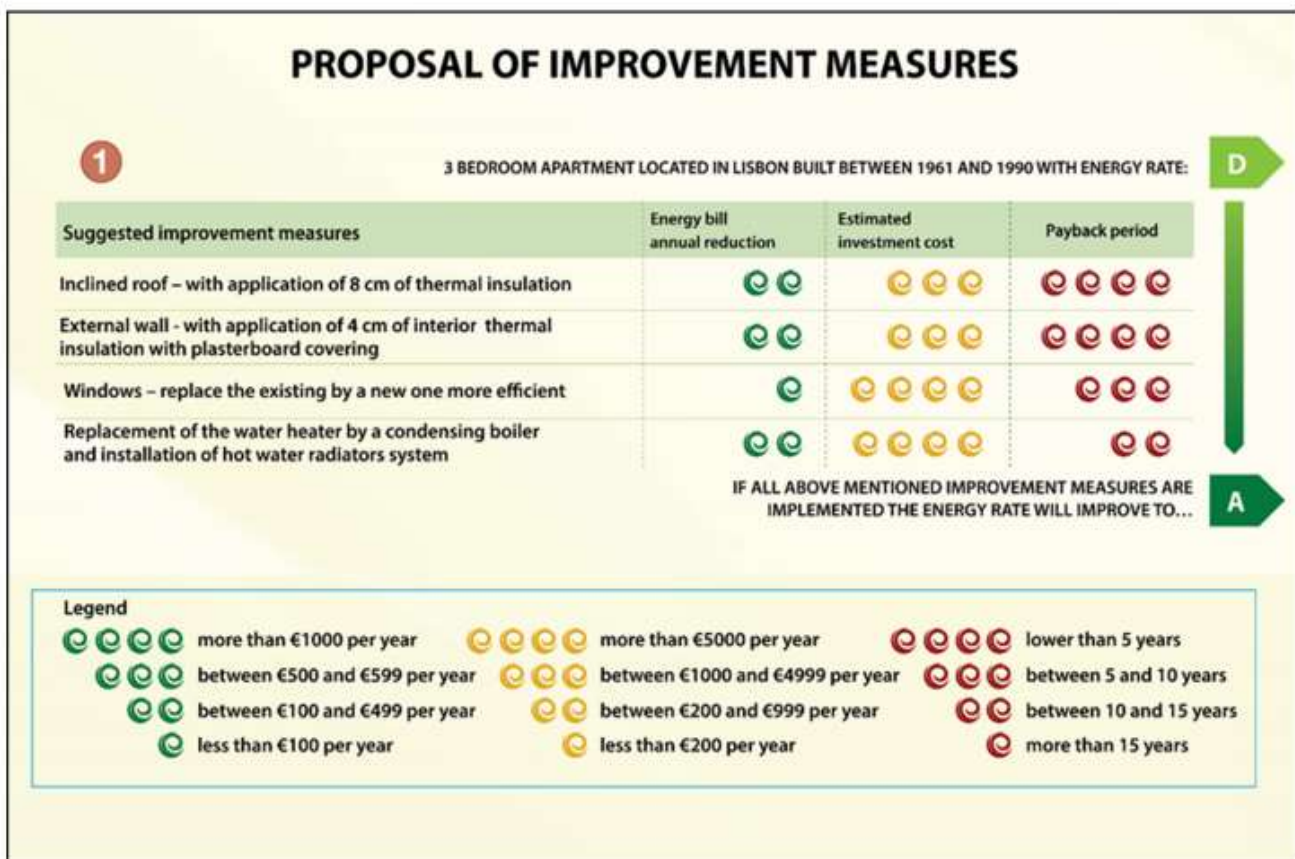 PROPOSAL OF IMPROVEMENT MEASURES
1
3 BEDROOM APARTMENT LOCATED IN LISBON BUILT BETWEEN 1961 AND 1990 WITH ENERGY RATE:
D
Suggested improvement measures
Energy bill
annual reduction
Estimated
investment cost
Payback period
Inclined roof – with application of 8 cm of thermal insulation
External wall - with application of 4 cm of interior thermal
insulation with plasterboard covering
Windows – replace the existing by a new one more efficient
Replacement of the water heater by a condensing boiler
and installation of hot water radiators system
IF ALL ABOVE MENTIONED IMPROVEMENT MEASURES ARE
IMPLEMENTED THE ENERGY RATE WILL IMPROVE TO...
A
Legend
more than €1000 per year
more than €5000 per year
lower than 5 years
between €500 and €599 per year
between €1000 and €4999 per year
between 5 and 10 years
between €100 and €499 per year
between €200 and €999 per year
between 10 and 15 years
less than €100 per year
less than €200 per year
more than 15 years